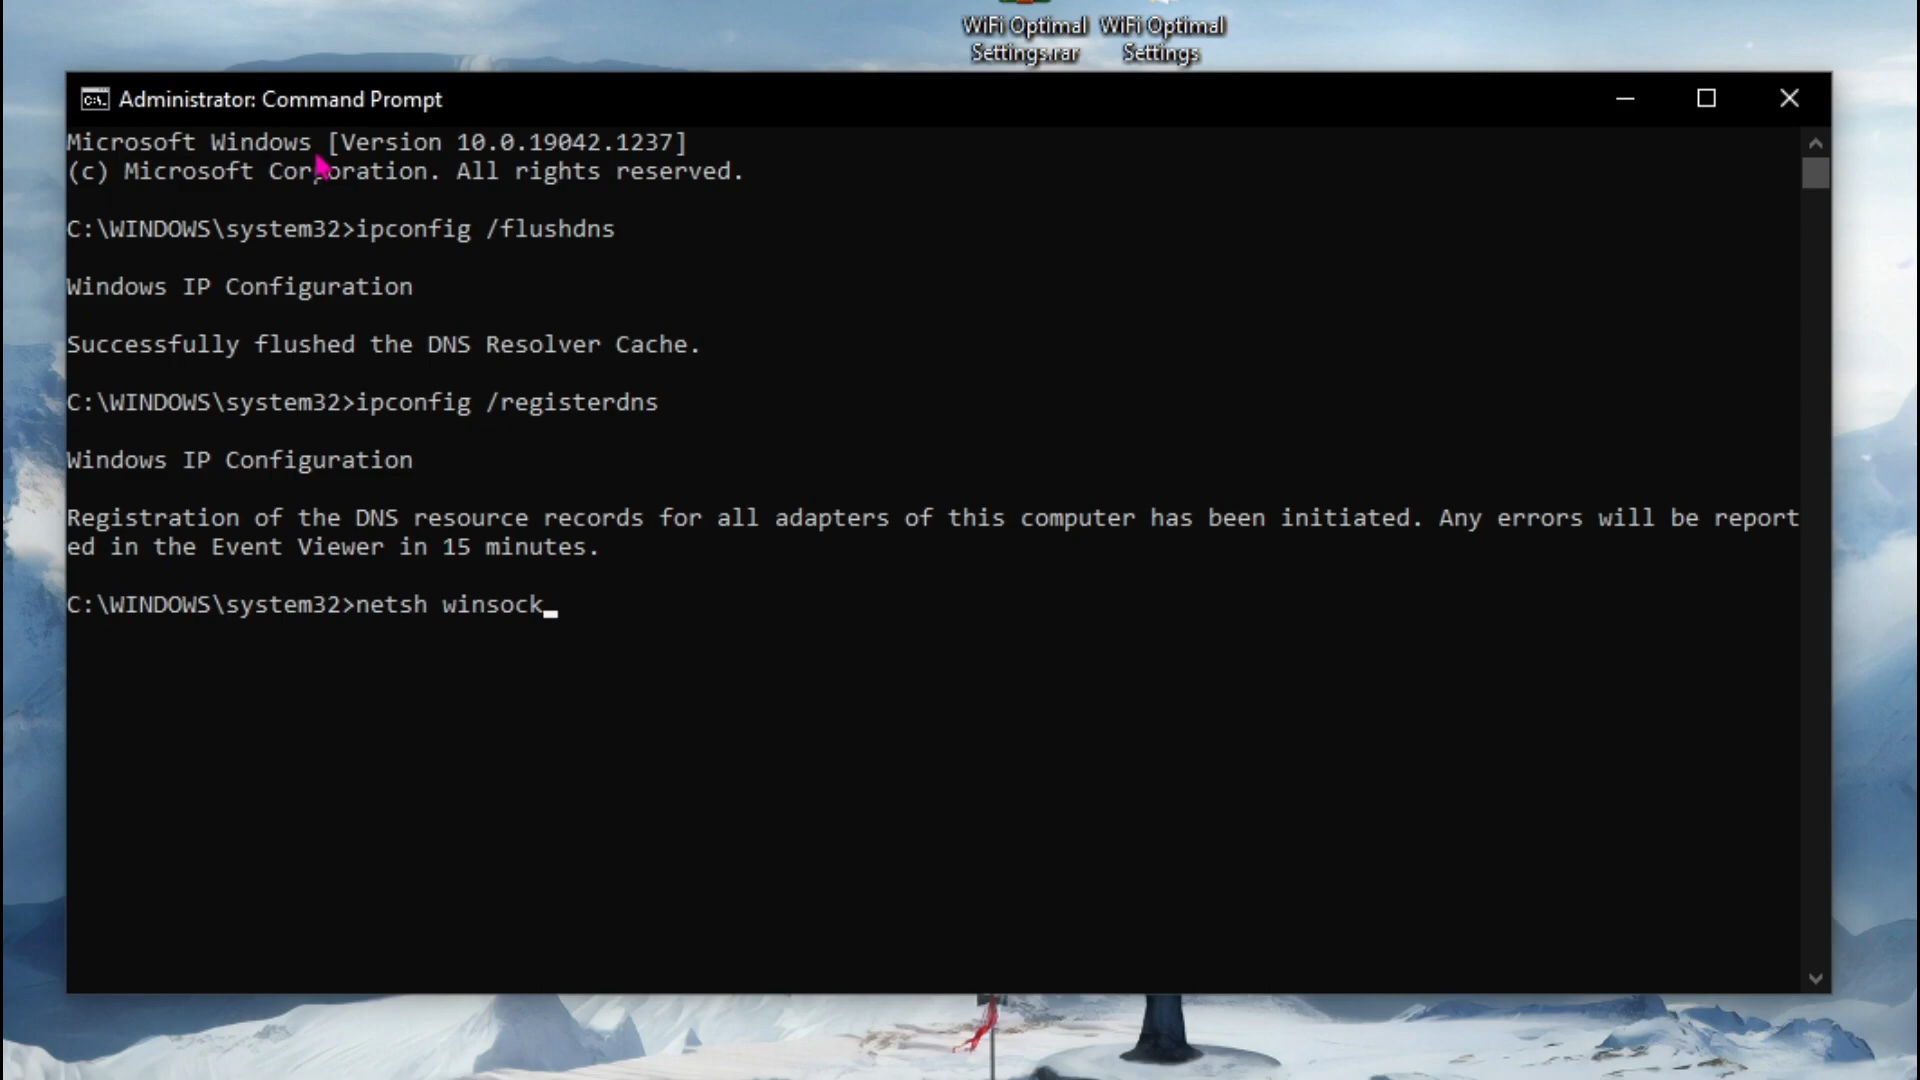 WiFi Optimal Settings.rar
WiFi Optimal Settings
Administrator: Command Prompt
Microsoft Windows [Version 10.0.19042.1237]
(c) Microsoft Corporation. All rights reserved.
C:\WINDOWS\system32>ipconfig /flushdns
Windows IP Configuration
Successfully flushed the DNS Resolver Cache.
C:\WINDOWS\system32>ipconfig /registerdns
Windows IP Configuration
Registration of the DNS resource records for all adapters of this computer has been initiated. Any errors will be report
ed in the Event Viewer in 15 minutes.
C:\WINDOWS\system32>netsh winsock